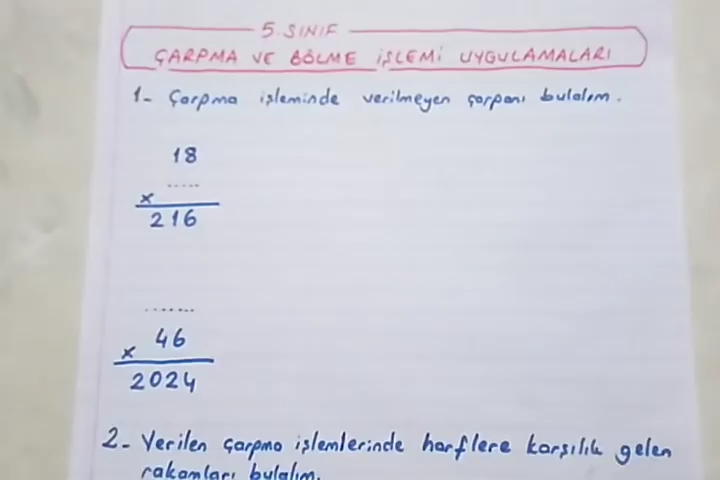 5. SINIF
ÇARPMA VE BÖLME İŞLEMİ UYGULAMALARI
1- Çarpma işleminde verilmeyen çarpanı bulalım.
18
x .....
216
.......
x 46
2024
2- Verilen çarpma işlemlerinde harflere karşılık gelen
rakamları bulalım.